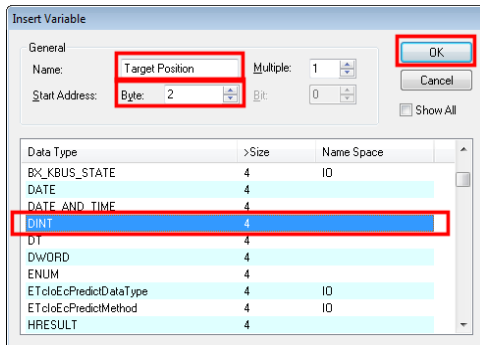 Insert Variable
General
Name: Target Position Multiple: 1
Start Address: Byte: 2 Bit: 0
OK
Cancel
Show All
Data Type >Size Name Space
BX_KBUS_STATE 4 IO
DATE 4
DATE_AND_TIME 4
DINT 4
DT 4
DWORD 4
ENUM 4
ETcIoEcPredictDataType 4 IO
ETcIoEcPredictMethod 4 IO
HRESULT 4